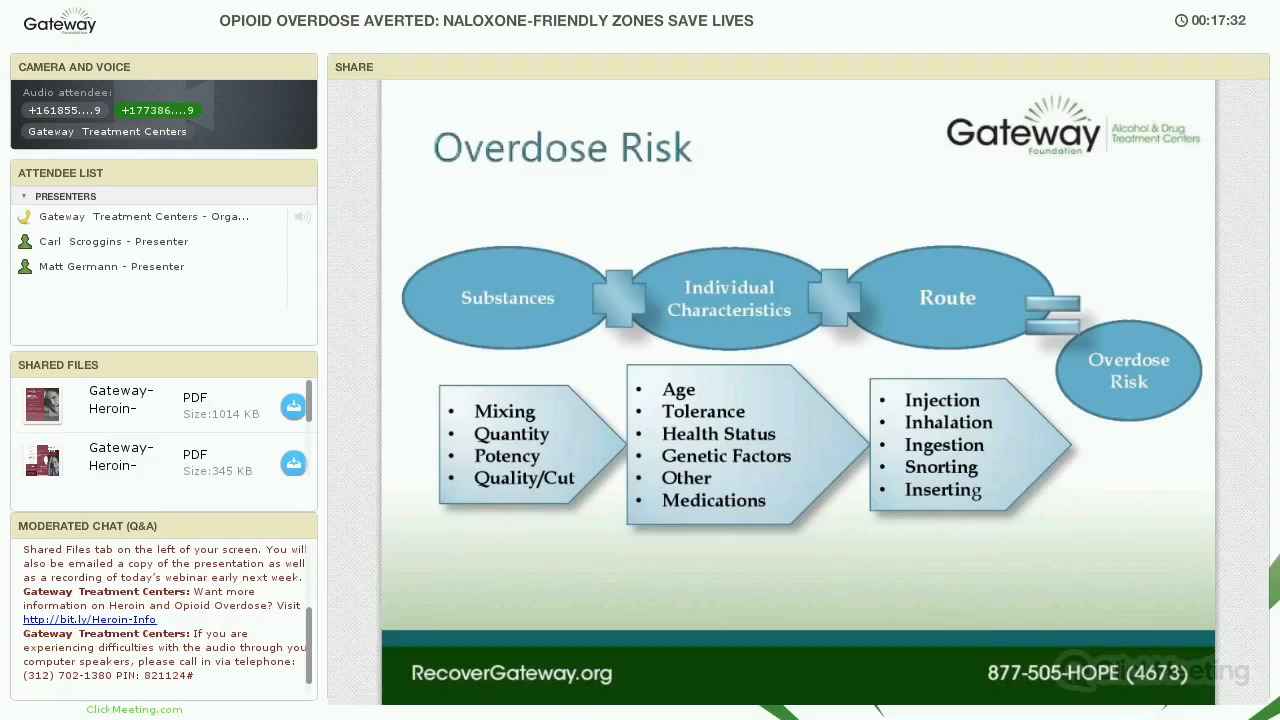 Gateway
Foundation
OPIOID OVERDOSE AVERTED: NALOXONE-FRIENDLY ZONES SAVE LIVES
00:17:32
CAMERA AND VOICE
Audio attendee:
+161855....9
+177386....9
Gateway Treatment Centers
ATTENDEE LIST
PRESENTERS
Gateway Treatment Centers - Orga...
Carl Scroggins - Presenter
Matt Germann - Presenter
SHARED FILES
Gateway-
Heroin-
PDF
Size:1014 KB
Gateway-
Heroin-
PDF
Size:345 KB
MODERATED CHAT (Q&A)
Shared Files tab on the left of your screen. You will
also be emailed a copy of the presentation as well
as a recording of today's webinar early next week.
Gateway Treatment Centers: Want more
information on Heroin and Opioid Overdose? Visit
http://bit.ly/Heroin-Info
Gateway Treatment Centers: If you are
experiencing difficulties with the audio through you
computer speakers, please call in via telephone:
(312) 702-1380 PIN: 821124#
ClickMeeting.com
SHARE
Overdose Risk
Gateway
Foundation
Alcohol & Drug
Treatment Centers
Substances
Individual
Characteristics
Route
Overdose
Risk
• Mixing
• Quantity
• Potency
• Quality/Cut
• Age
• Tolerance
• Health Status
• Genetic Factors
• Other
• Medications
• Injection
• Inhalation
• Ingestion
• Snorting
• Inserting
RecoverGateway.org
877-505-HOPE (4673)
ClickMeeting